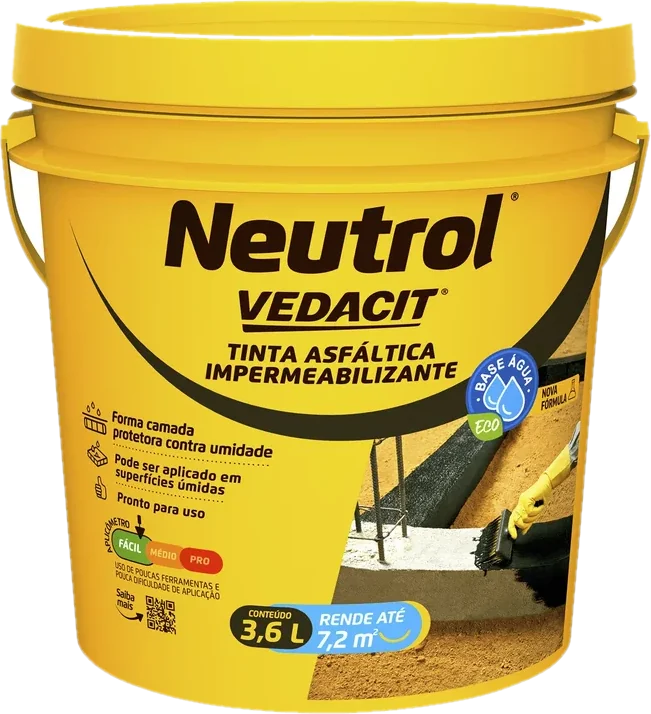 Neutrol®
VEDACIT®
TINTA ASFÁLTICA
IMPERMEABILIZANTE
BASE ÁGUA
ECO
NOVA
FÓRMULA
Forma camada
protetora contra umidade
Pode ser aplicado em
superfícies úmidas
Pronto para uso
APLICÔMETRO
FÁCIL MÉDIO PRO
USO DE POUCAS FERRAMENTAS E
POUCA DIFICULDADE DE APLICAÇÃO
Saiba
mais
CONTEÚDO
3,6 L
RENDE ATÉ
7,2 m²